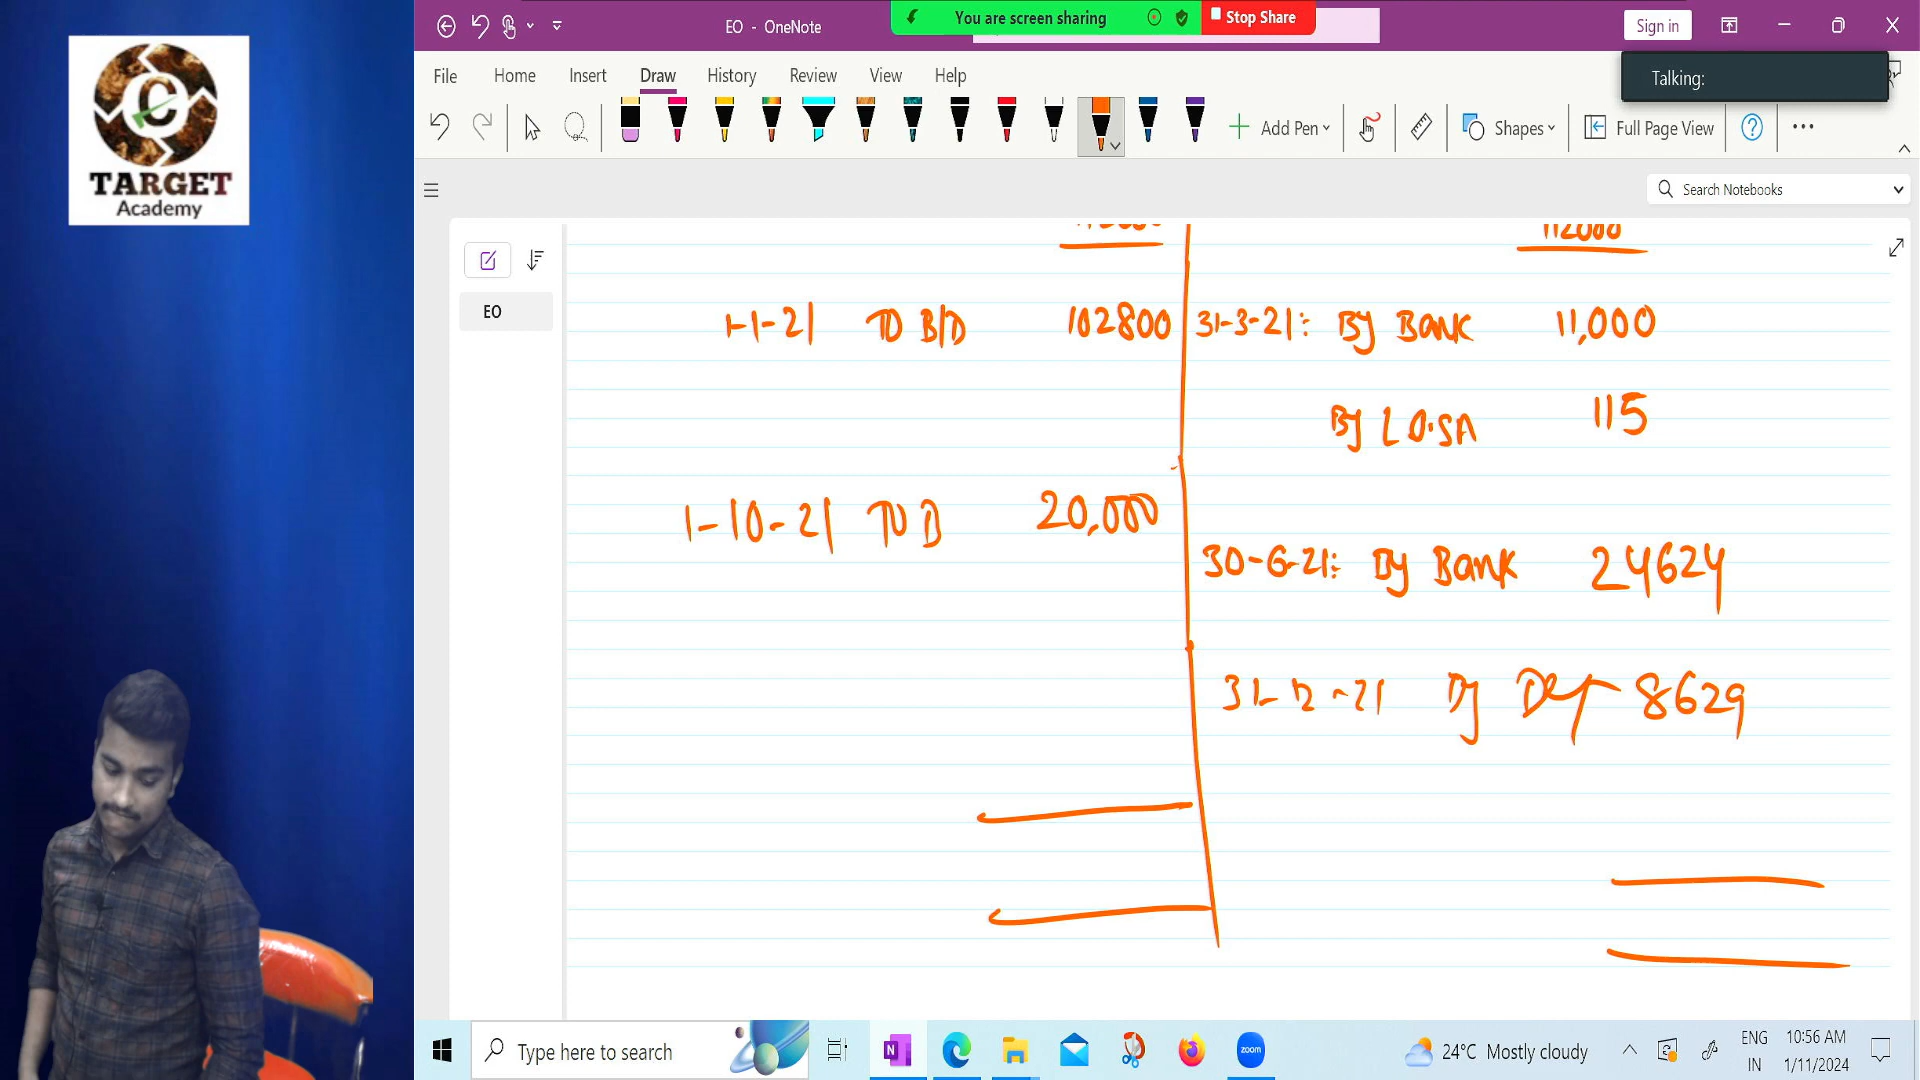 TARGET
Academy
EO - OneNote
You are screen sharing
Stop Share
Sign in
Talking:
File Home Insert Draw History Review View Help
Add Pen
Shapes
Full Page View
Search Notebooks
EO
112000
1-1-21 TO B/D 102800
31-3-21: By Bank 11,000
By L O.SA 115
1-10-21 TO B 20,000
30-6-21: By Bank 24624
31-12-21 By Dep 8629
Type here to search
zoom
24°C Mostly cloudy
ENG
IN
10:56 AM
1/11/2024